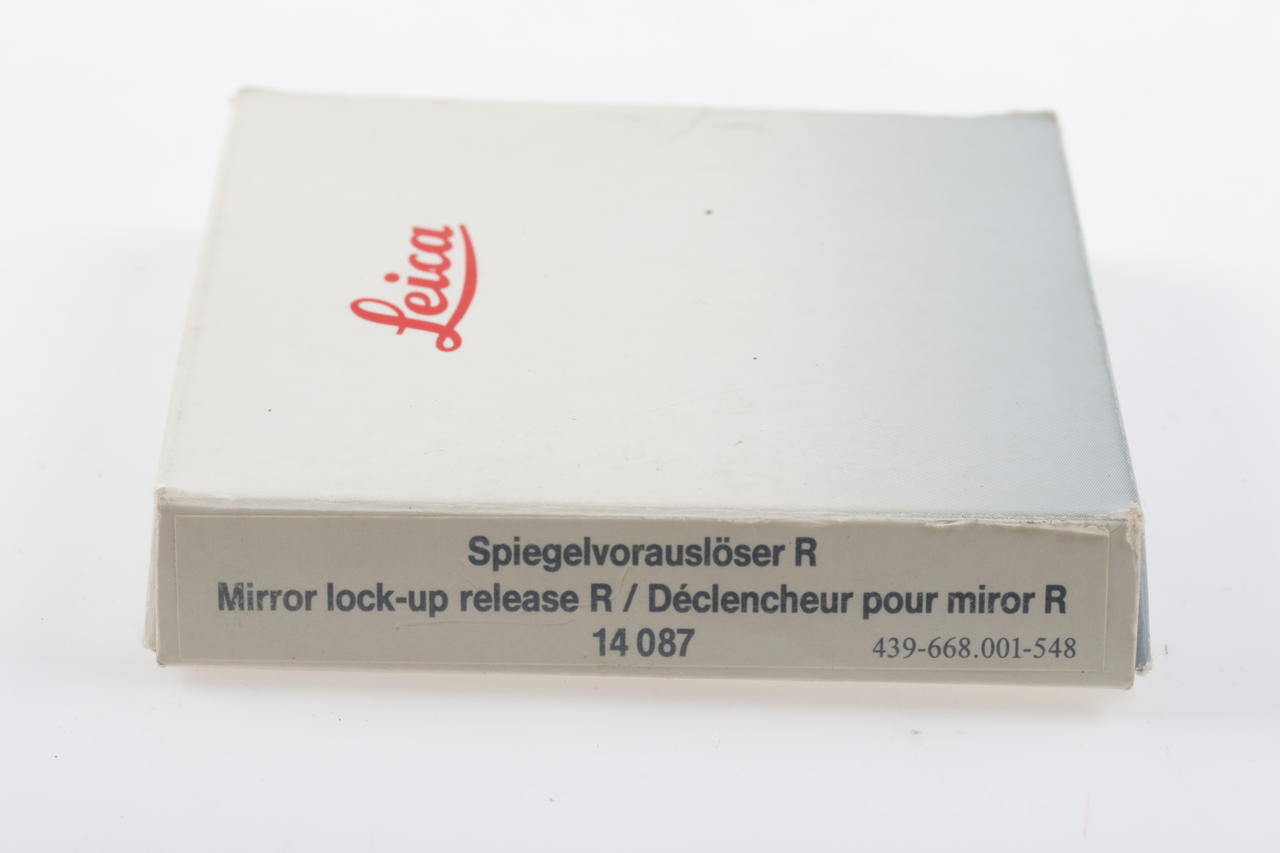 Leica
Spiegelvorauslöser R
Mirror lock-up release R / Déclencheur pour miror R
14 087
439-668.001-548